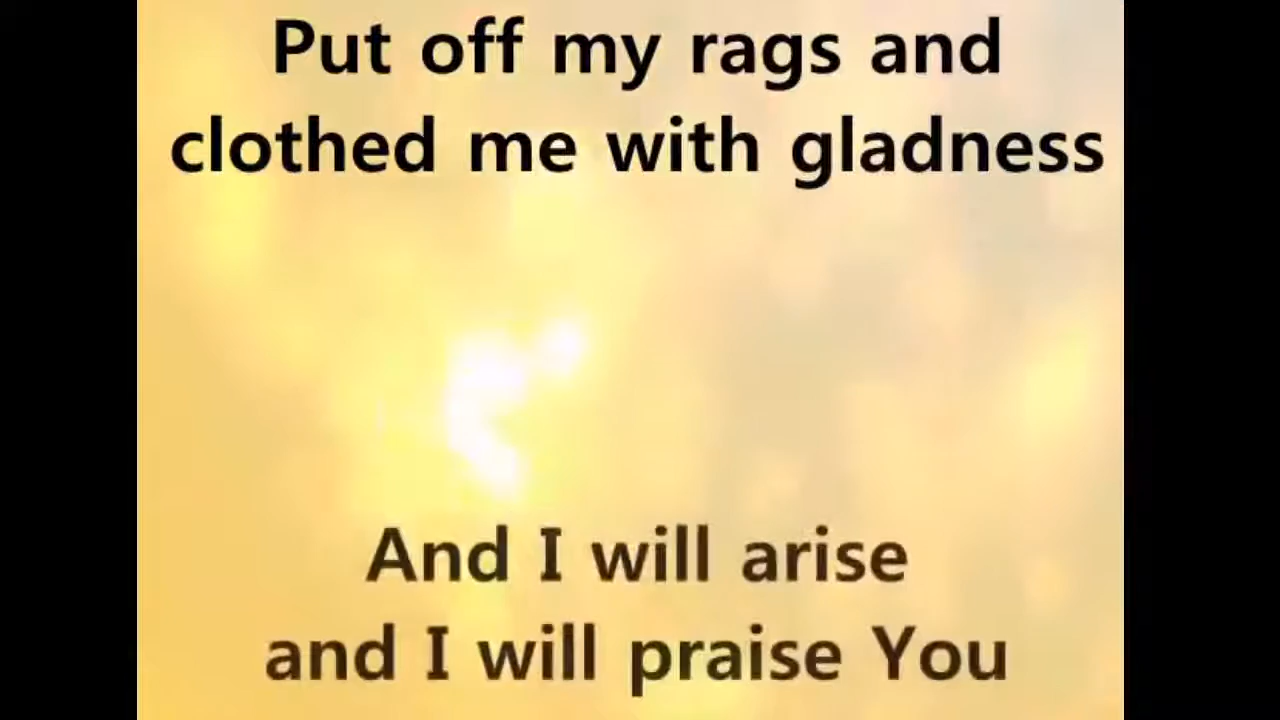 Put off my rags and
clothed me with gladness
And I will arise
and I will praise You